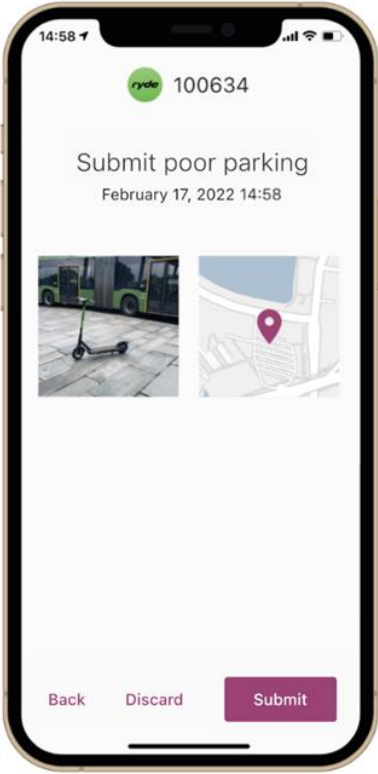 14:58
ryde 100634
Submit poor parking
February 17, 2022 14:58
Back Discard Submit